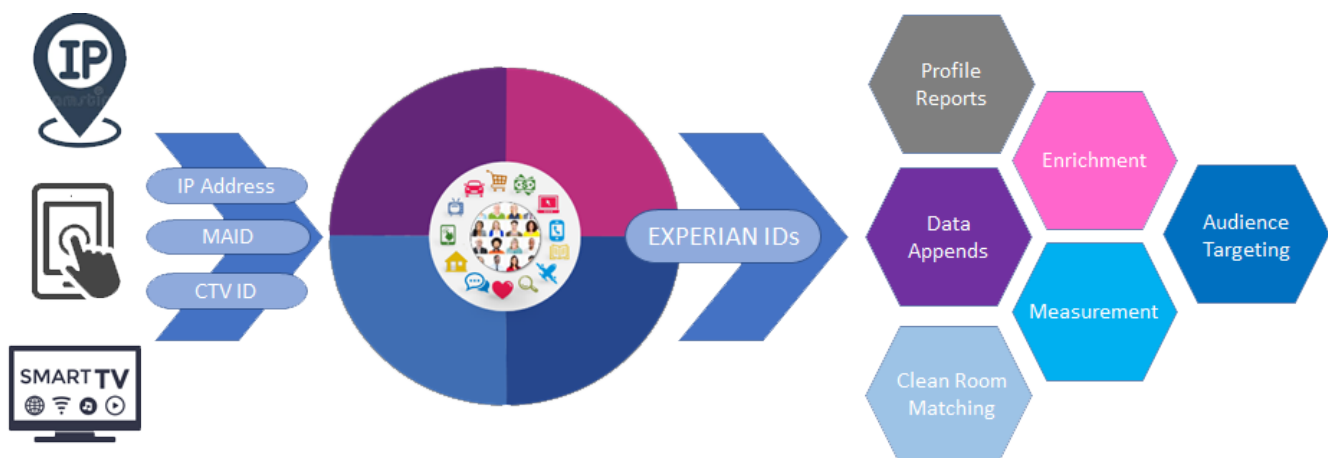 IP
IP Address
MAID
CTV ID
SMART TV
EXPERIAN IDs
Profile
Reports
Enrichment
Data
Appends
Audience
Targeting
Measurement
Clean Room
Matching